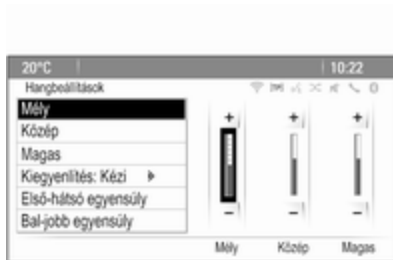 20°C 10:22
Hangbeállítások
Mély
Közép
Magas
Kiegyenlítés: Kézi
Első-hátsó egyensúly
Bal-jobb egyensúly
+ + +
– – –
Mély Közép Magas